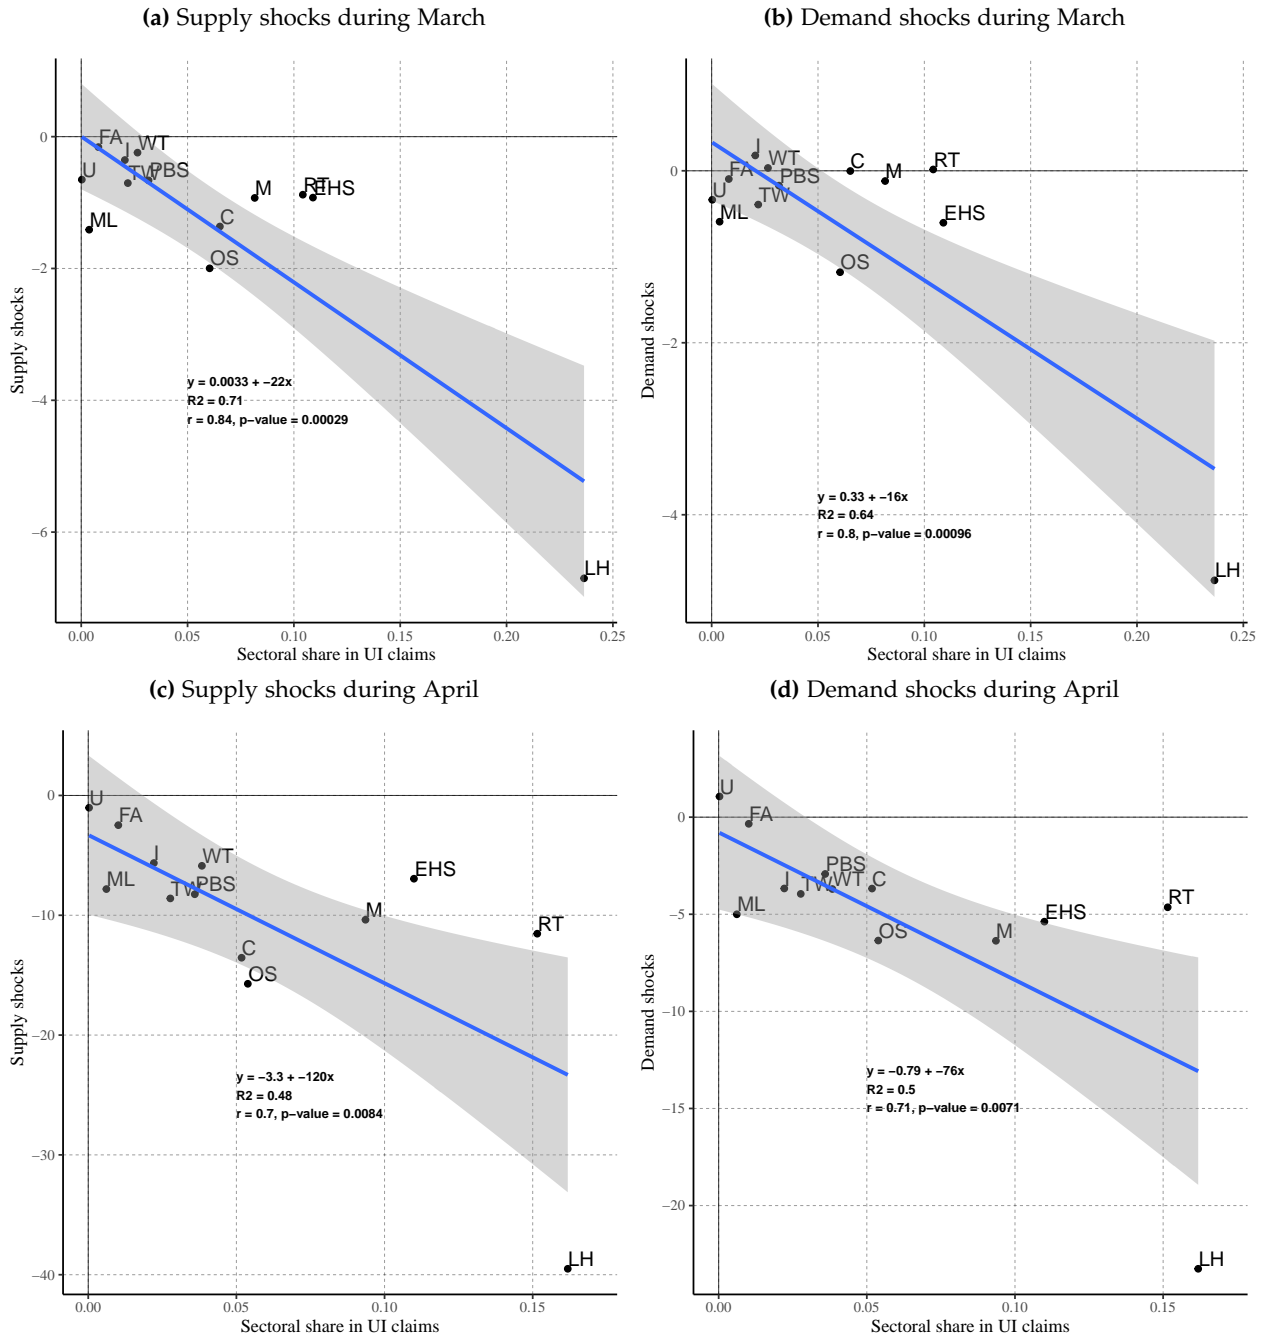 (a) Supply shocks during March
0
−2
−4
−6
Supply shocks
FA
WT
I
U
TW
PBS
ML
M
RT
EHS
C
OS
LH
y = 0.0033 + −22x
R2 = 0.71
r = 0.84, p−value = 0.00029
0.00 0.05 0.10 0.15 0.20 0.25
Sectoral share in UI claims
(b) Demand shocks during March
0
−2
−4
Demand shocks
I
WT
FA
PBS
U
TW
ML
C
M
RT
EHS
OS
LH
y = 0.33 + −16x
R2 = 0.64
r = 0.8, p−value = 0.00096
0.00 0.05 0.10 0.15 0.20 0.25
Sectoral share in UI claims
(c) Supply shocks during April
0
−10
−20
−30
−40
Supply shocks
U
FA
I
WT
ML
TW
PBS
EHS
M
RT
C
OS
LH
y = −3.3 + −120x
R2 = 0.48
r = 0.7, p−value = 0.0084
0.00 0.05 0.10 0.15
Sectoral share in UI claims
(d) Demand shocks during April
0
−5
−10
−15
−20
Demand shocks
U
FA
PBS
I
TW
WT
C
ML
RT
EHS
OS
M
LH
y = −0.79 + −76x
R2 = 0.5
r = 0.71, p−value = 0.0071
0.00 0.05 0.10 0.15
Sectoral share in UI claims